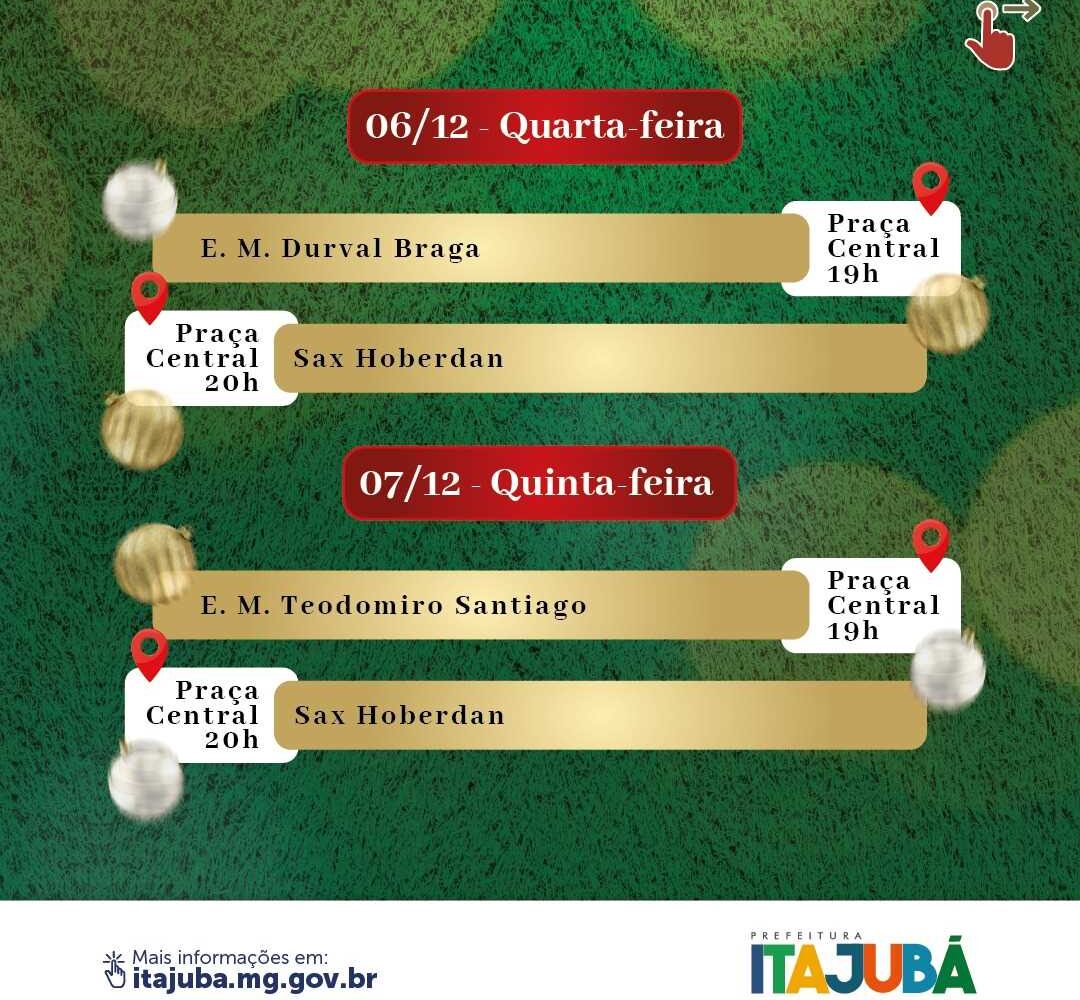 06/12 - Quarta-feira
E. M. Durval Braga
Praça
Central
19h
Praça
Central
20h
Sax Hoberdan
07/12 - Quinta-feira
E. M. Teodomiro Santiago
Praça
Central
19h
Praça
Central
20h
Sax Hoberdan
Mais informações em:
itajuba.mg.gov.br
PREFEITURA
ITAJUBÁ